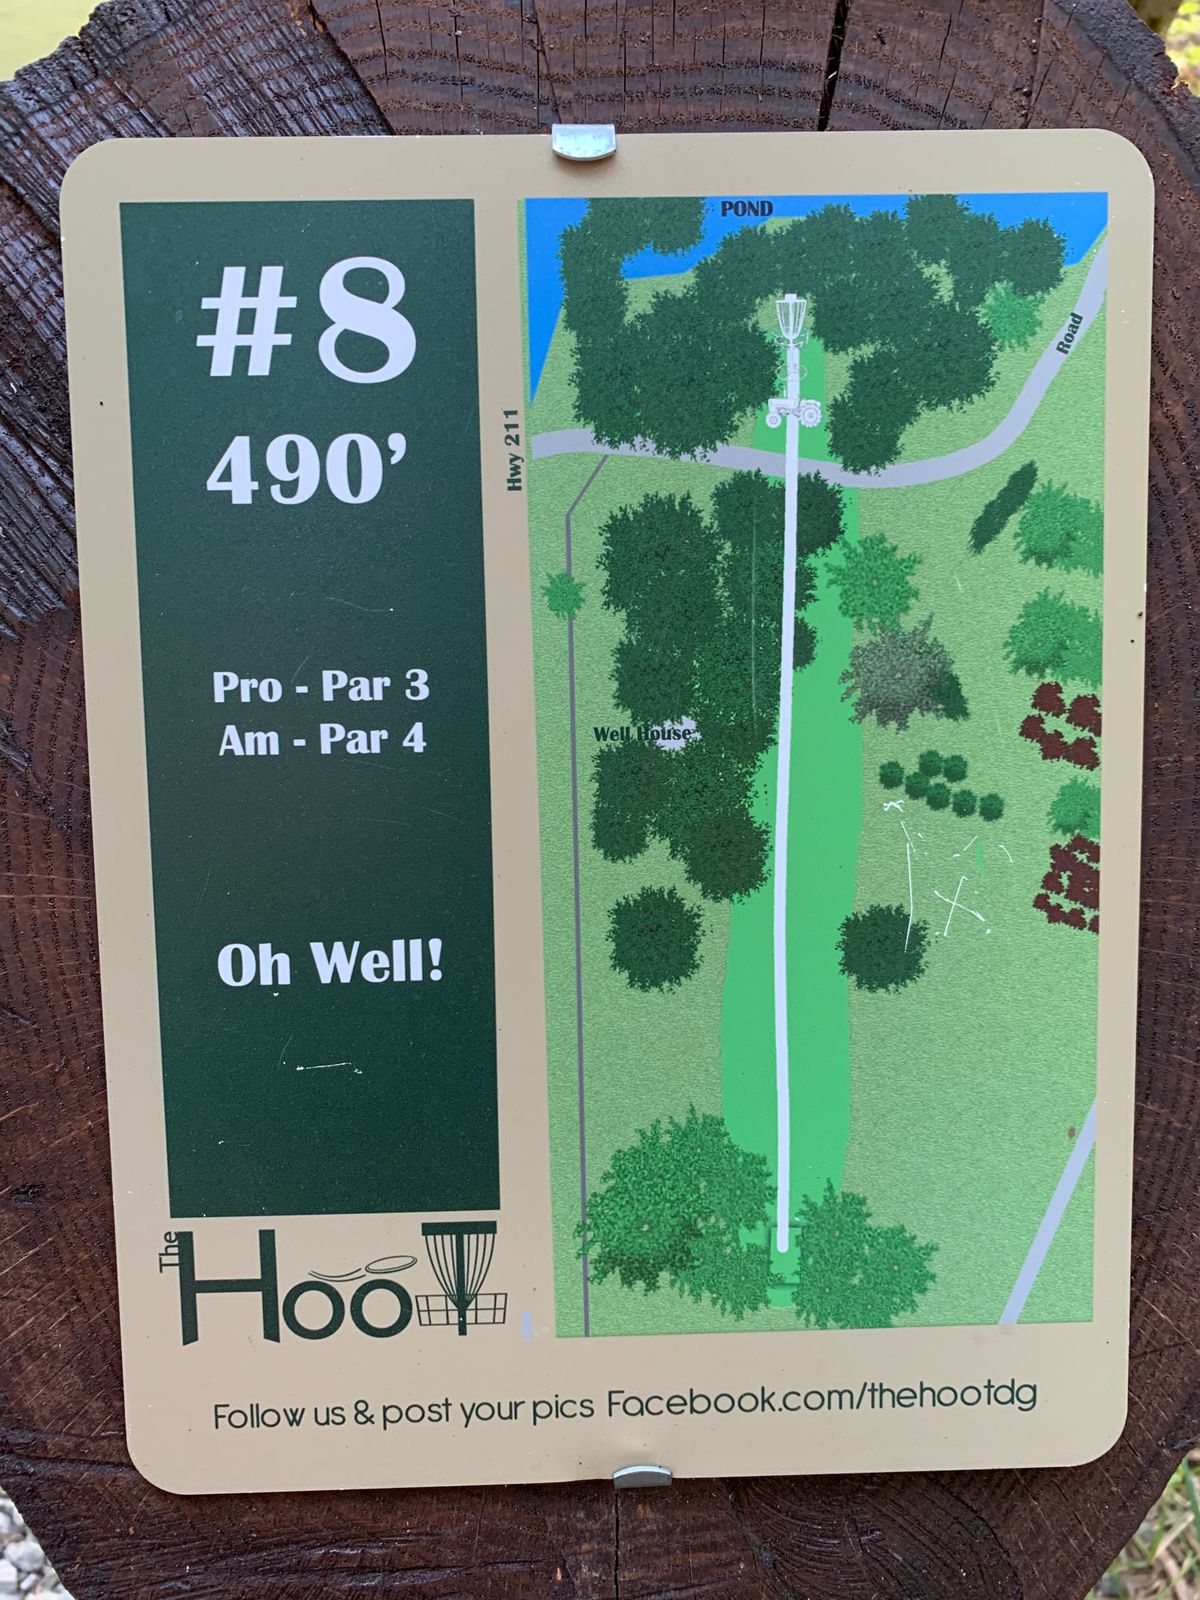 #8
490’
Pro - Par 3
Am - Par 4
Oh Well!
The HooT
POND
Road
Hwy 211
Well House
Follow us & post your pics Facebook.com/thehootdg